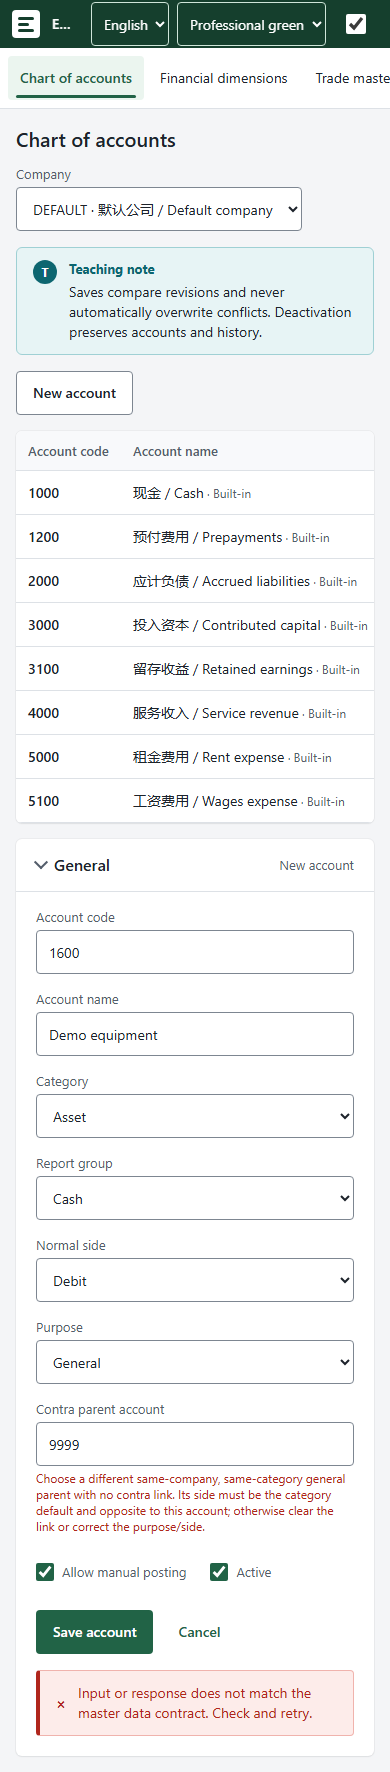 E...
English
Professional green
Chart of accounts
Financial dimensions
Trade maste
Chart of accounts
Company
DEFAULT · 默认公司 / Default company
T
Teaching note
Saves compare revisions and never
automatically overwrite conflicts. Deactivation
preserves accounts and history.
New account
Account code
Account name
1000
现金 / Cash · Built-in
1200
预付费用 / Prepayments · Built-in
2000
应计负债 / Accrued liabilities · Built-in
3000
投入资本 / Contributed capital · Built-in
3100
留存收益 / Retained earnings · Built-in
4000
服务收入 / Service revenue · Built-in
5000
租金费用 / Rent expense · Built-in
5100
工资费用 / Wages expense · Built-in
General
New account
Account code
1600
Account name
Demo equipment
Category
Asset
Report group
Cash
Normal side
Debit
Purpose
General
Contra parent account
9999
Choose a different same-company, same-category general
parent with no contra link. Its side must be the category
default and opposite to this account; otherwise clear the
link or correct the purpose/side.
Allow manual posting
Active
Save account
Cancel
× Input or response does not match the
master data contract. Check and retry.